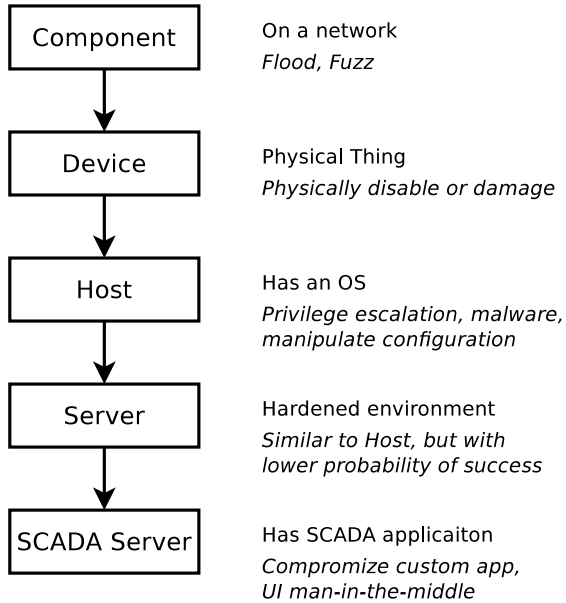 Component
On a network
Flood, Fuzz
Device
Physical Thing
Physically disable or damage
Host
Has an OS
Privilege escalation, malware,
manipulate configuration
Server
Hardened environment
Similar to Host, but with
lower probability of success
SCADA Server
Has SCADA applicaiton
Compromize custom app,
UI man-in-the-middle